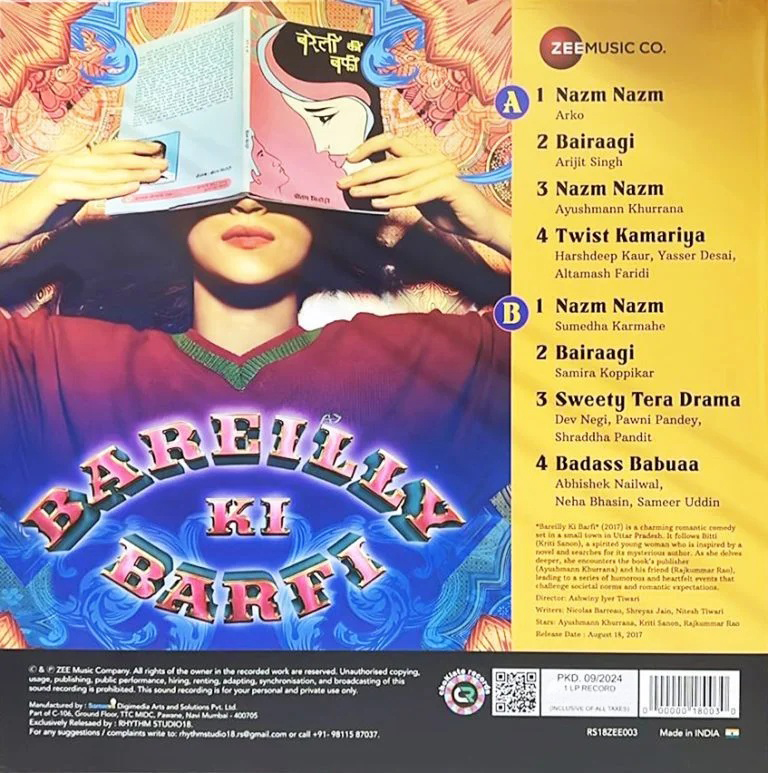 बरेली की
बर्फी
प्रीतम विद्रोही
ZEE MUSIC CO.
A
1 Nazm Nazm
Arko
2 Bairaagi
Arijit Singh
3 Nazm Nazm
Ayushmann Khurrana
4 Twist Kamariya
Harshdeep Kaur, Yasser Desai,
Altamash Faridi
B
1 Nazm Nazm
Sumedha Karmahe
2 Bairaagi
Samira Koppikar
3 Sweety Tera Drama
Dev Negi, Pawni Pandey,
Shraddha Pandit
4 Badass Babuaa
Abhishek Nailwal,
Neha Bhasin, Sameer Uddin
BAREILLY
KI
BARFI
"Bareilly Ki Barfi" (2017) is a charming romantic comedy
set in a small town in Uttar Pradesh. It follows Bitti
(Kriti Sanon), a spirited young woman who is inspired by a
novel and searches for its mysterious author. As she delves
deeper, she encounters the book's publisher
(Ayushmann Khurrana) and his friend (Rajkummar Rao),
leading to a series of humorous and heartfelt events that
challenge societal norms and romantic expectations.
Director: Ashwiny Iyer Tiwari
Writers: Nicolas Barreau, Shreyas Jain, Nitesh Tiwari
Stars: Ayushmann Khurrana, Kriti Sanon, Rajkummar Rao
Release Date : August 18, 2017
© & ℗ ZEE Music Company. All rights of the owner in the recorded work are reserved. Unauthorised copying,
usage, publishing, public performance, hiring, renting, adapting, synchronisation, and broadcasting of this
sound recording is prohibited. This sound recording is for your personal and private use only.
Manufactured by : Digimedia Arts and Solutions Pvt. Ltd.
Part of C-106, Ground Floor, TTC MIDC, Pawane, Navi Mumbai - 400705
Exclusively Released by : RHYTHM STUDIO18.
For any suggestions / complaints write to: rhythmstudio18.rs@gmail.com or call +91- 98115 87037.
PKD. 09/2024
1 LP RECORD
(INCLUSIVE OF ALL TAXES)
0 000000 18003 0
RS18ZEE003
Made in INDIA